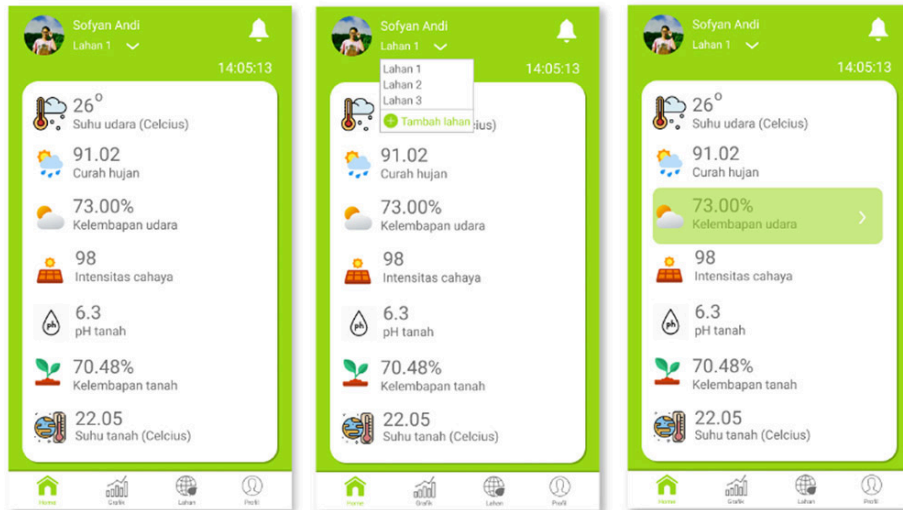 Sofyan Andi
Lahan 1
14:05:13
26°
Suhu udara (Celcius)
91.02
Curah hujan
73.00%
Kelembapan udara
98
Intensitas cahaya
ph
6.3
pH tanah
70.48%
Kelembapan tanah
22.05
Suhu tanah (Celcius)
Home
Grafik
Lahan
Profil
Sofyan Andi
Lahan 1
14:05:13
Lahan 1
Lahan 2
Lahan 3
Tambah lahan
ius)
91.02
Curah hujan
73.00%
Kelembapan udara
98
Intensitas cahaya
ph
6.3
pH tanah
70.48%
Kelembapan tanah
22.05
Suhu tanah (Celcius)
Home
Grafik
Lahan
Profil
Sofyan Andi
Lahan 1
14:05:13
26°
Suhu udara (Celcius)
91.02
Curah hujan
73.00%
Kelembapan udara
98
Intensitas cahaya
ph
6.3
pH tanah
70.48%
Kelembapan tanah
22.05
Suhu tanah (Celcius)
Home
Grafik
Lahan
Profil